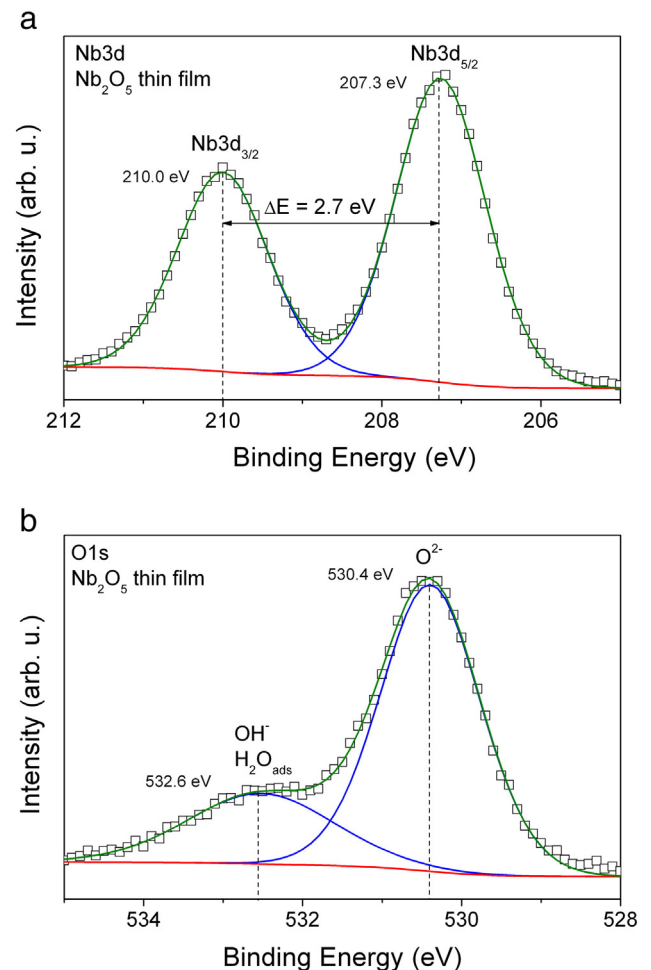 a
Nb3d
Nb₂O₅ thin film
Nb3d₅/₂
207.3 eV
Nb3d₃/₂
210.0 eV
ΔE = 2.7 eV
Intensity (arb. u.)
212 210 208 206
Binding Energy (eV)
b
O1s
Nb₂O₅ thin film
O²⁻
530.4 eV
OH⁻
H₂Oₐds
532.6 eV
Intensity (arb. u.)
534 532 530 528
Binding Energy (eV)